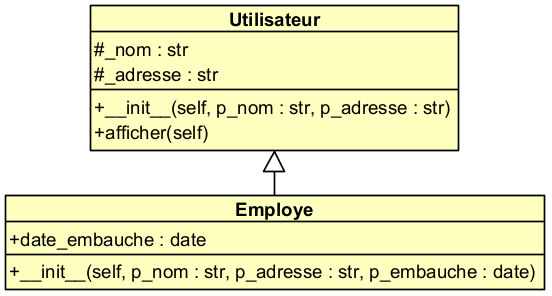 Utilisateur
#_nom : str
#_adresse : str
+__init__(self, p_nom : str, p_adresse : str)
+afficher(self)
Employe
+date_embauche : date
+__init__(self, p_nom : str, p_adresse : str, p_embauche : date)